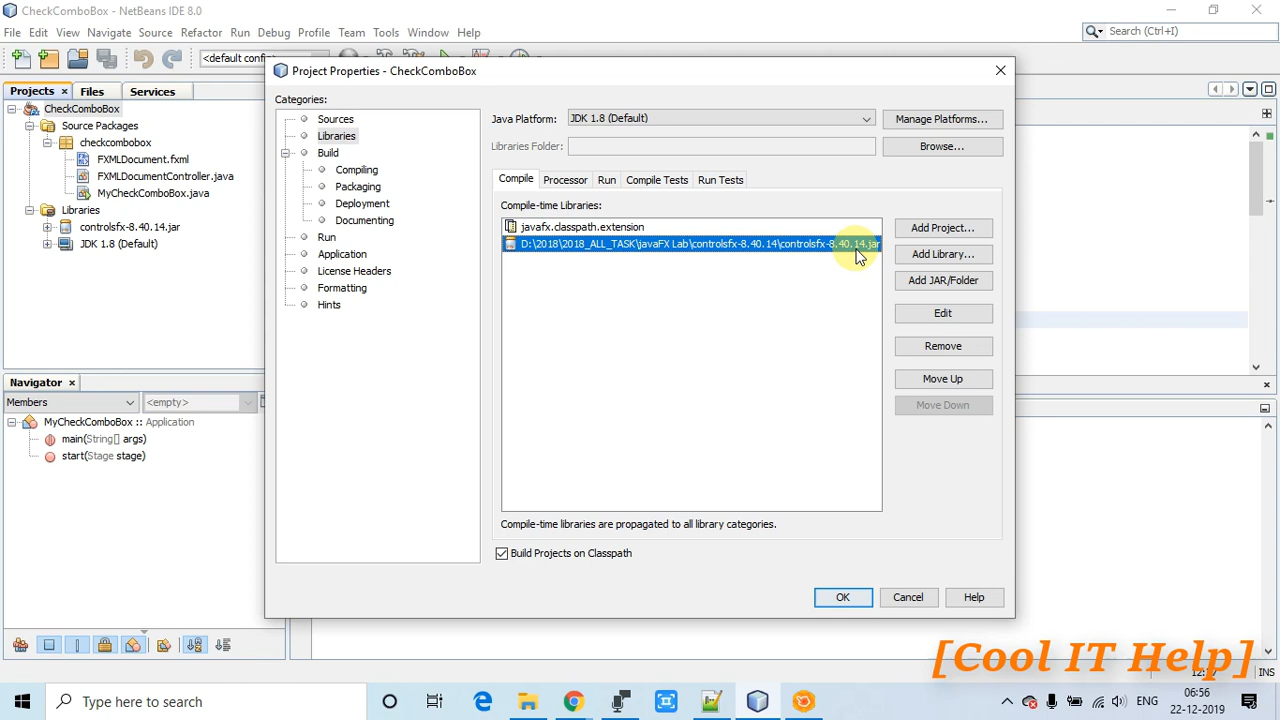 CheckComboBox - NetBeans IDE 8.0
File Edit View Navigate Source Refactor Run Debug Profile Team Tools Window Help
Search (Ctrl+I)
<default config>
Project Properties - CheckComboBox
Projects Files Services
CheckComboBox
Source Packages
checkcombobox
FXMLDocument.fxml
FXMLDocumentController.java
MyCheckComboBox.java
Libraries
controlsfx-8.40.14.jar
JDK 1.8 (Default)
Navigator
Members
<empty>
MyCheckComboBox :: Application
main(String[] args)
start(Stage stage)
Categories:
Sources
Libraries
Build
Compiling
Packaging
Deployment
Documenting
Run
Application
License Headers
Formatting
Hints
Java Platform: JDK 1.8 (Default) Manage Platforms...
Libraries Folder: Browse...
Compile Processor Run Compile Tests Run Tests
Compile-time Libraries:
javafx.classpath.extension
D:\2018\2018_ALL_TASK\javaFX Lab\controlsfx-8.40.14\controlsfx-8.40.14.jar
Add Project...
Add Library...
Add JAR/Folder
Edit
Remove
Move Up
Move Down
Compile-time libraries are propagated to all library categories.
Build Projects on Classpath
OK Cancel Help
INS
[Cool IT Help]
Type here to search
ENG
06:56
22-12-2019